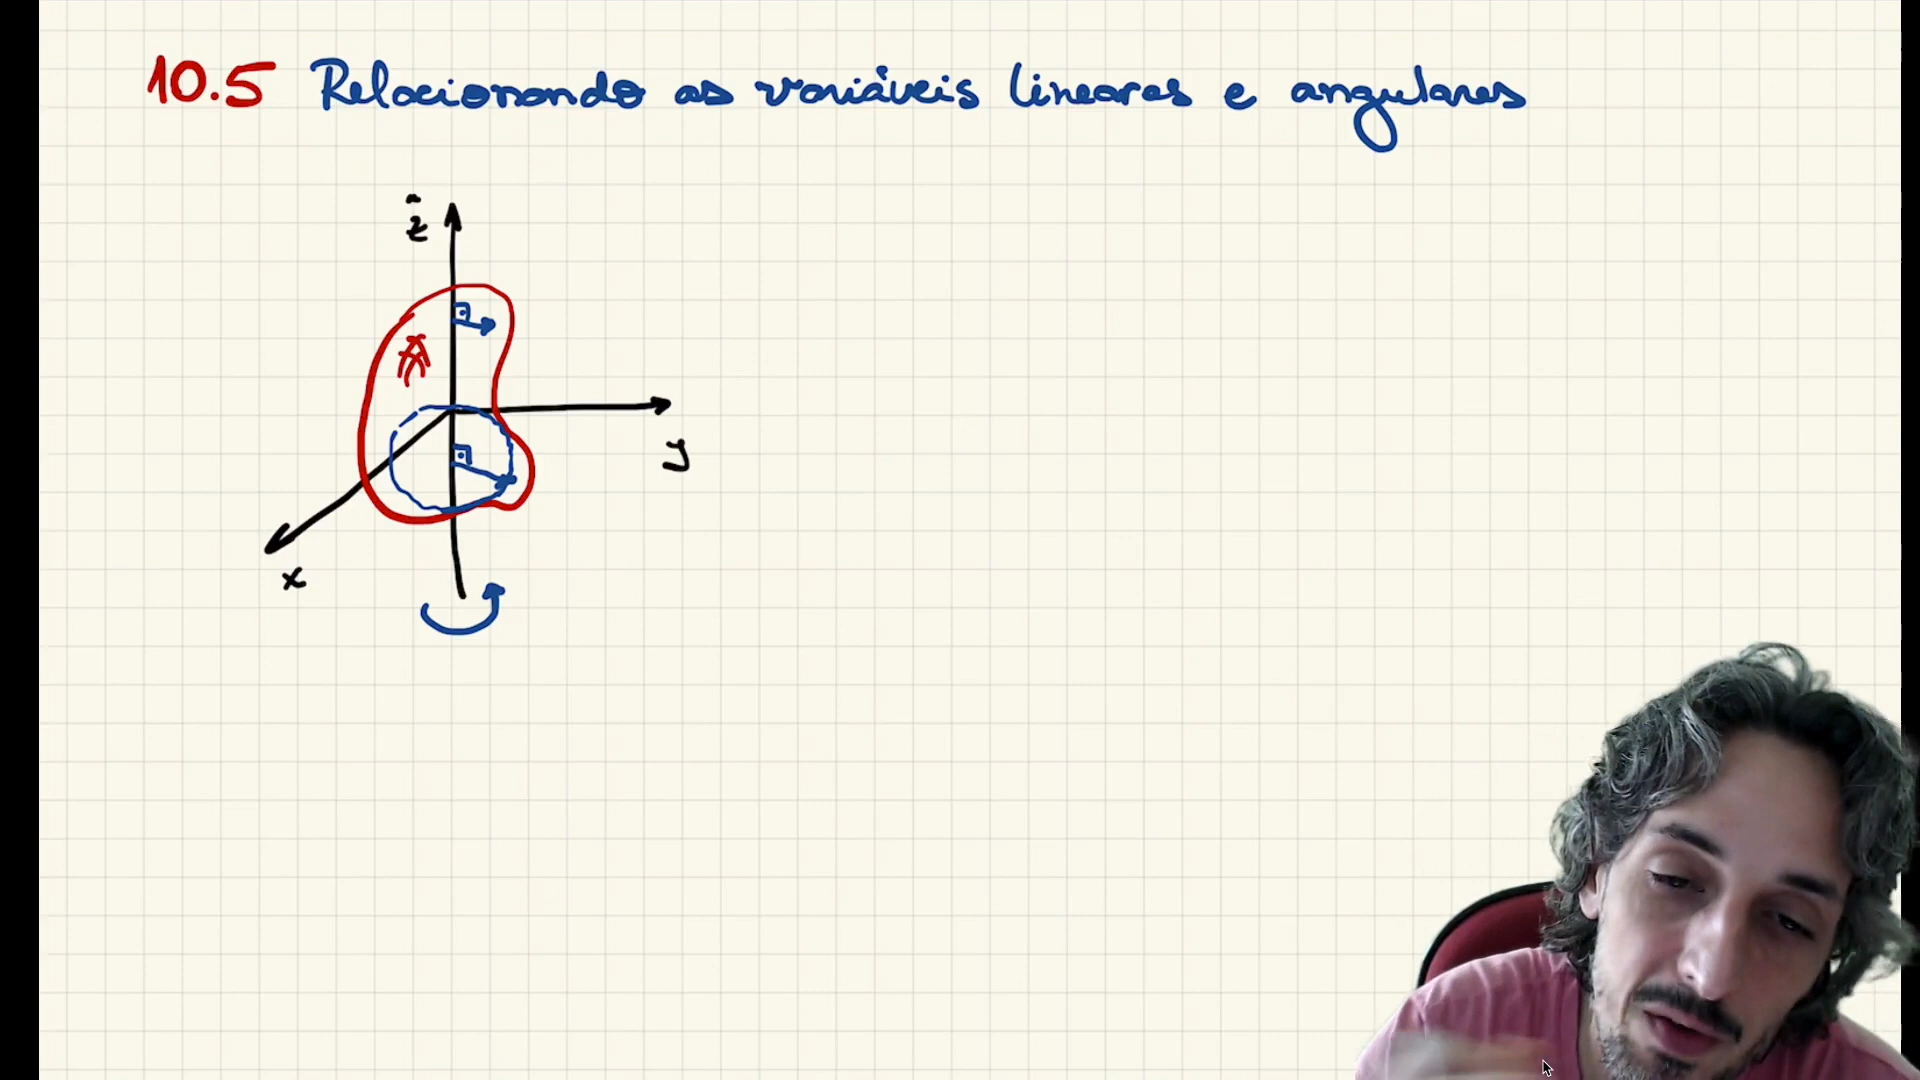 10.5 Relacionando as variáveis lineares e angulares
ẑ
y
x